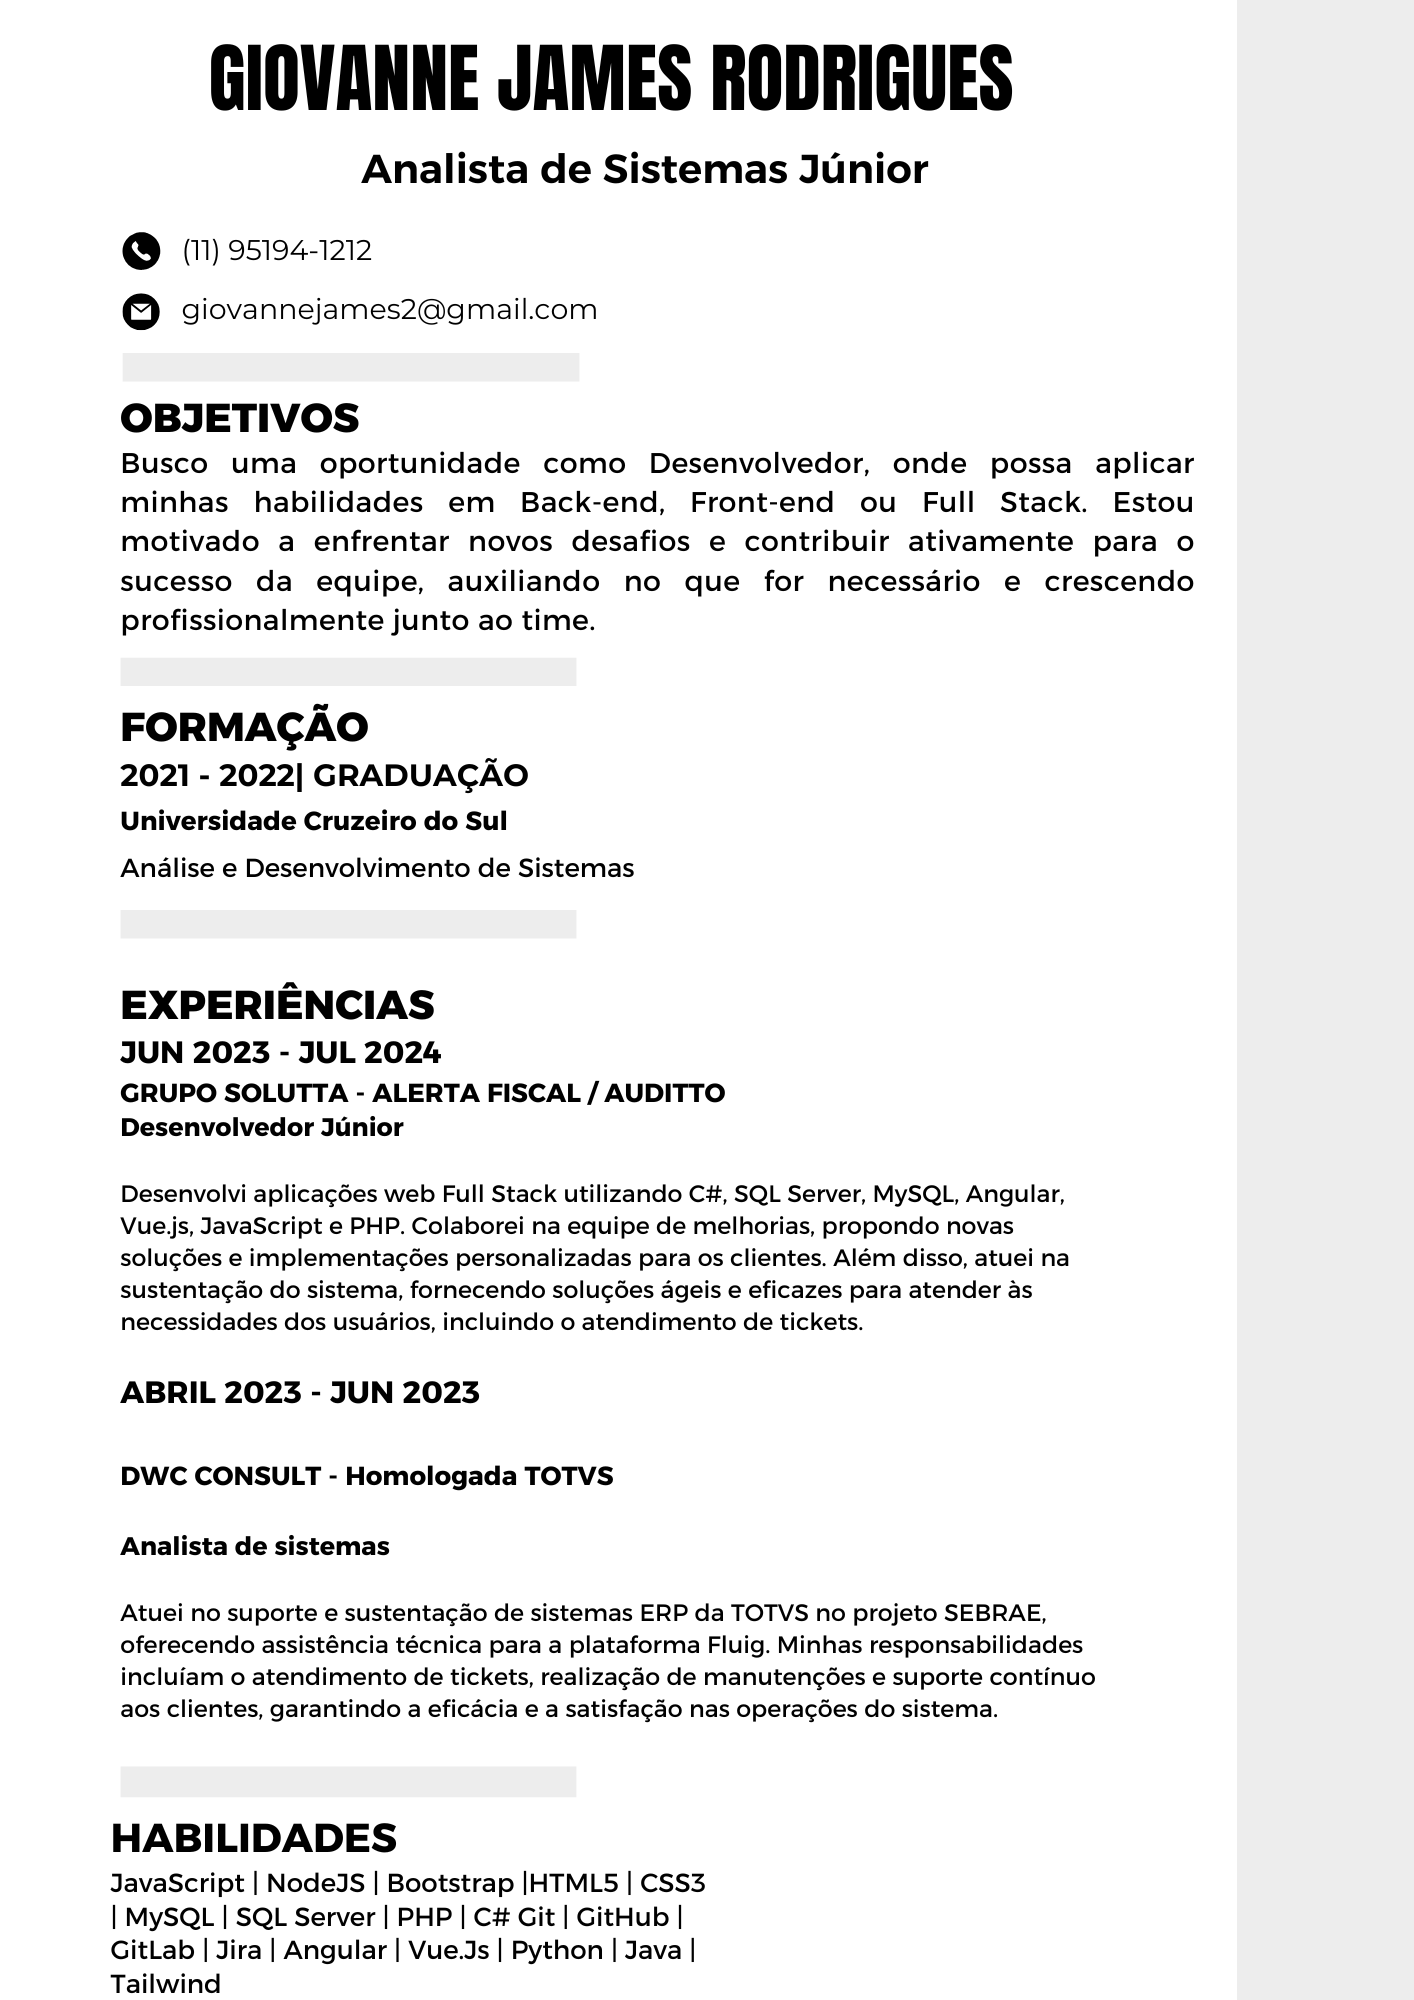 GIOVANNE JAMES RODRIGUES
Analista de Sistemas Júnior
(11) 95194-1212
giovannejames2@gmail.com
OBJETIVOS
Busco uma oportunidade como Desenvolvedor, onde possa aplicar
minhas habilidades em Back-end, Front-end ou Full Stack. Estou
motivado a enfrentar novos desafios e contribuir ativamente para o
sucesso da equipe, auxiliando no que for necessário e crescendo
profissionalmente junto ao time.
FORMAÇÃO
2021 - 2022| GRADUAÇÃO
Universidade Cruzeiro do Sul
Análise e Desenvolvimento de Sistemas
EXPERIÊNCIAS
JUN 2023 - JUL 2024
GRUPO SOLUTTA - ALERTA FISCAL / AUDITTO
Desenvolvedor Júnior
Desenvolvi aplicações web Full Stack utilizando C#, SQL Server, MySQL, Angular,
Vue.js, JavaScript e PHP. Colaborei na equipe de melhorias, propondo novas
soluções e implementações personalizadas para os clientes. Além disso, atuei na
sustentação do sistema, fornecendo soluções ágeis e eficazes para atender às
necessidades dos usuários, incluindo o atendimento de tickets.
ABRIL 2023 - JUN 2023
DWC CONSULT - Homologada TOTVS
Analista de sistemas
Atuei no suporte e sustentação de sistemas ERP da TOTVS no projeto SEBRAE,
oferecendo assistência técnica para a plataforma Fluig. Minhas responsabilidades
incluíam o atendimento de tickets, realização de manutenções e suporte contínuo
aos clientes, garantindo a eficácia e a satisfação nas operações do sistema.
HABILIDADES
JavaScript | NodeJS | Bootstrap |HTML5 | CSS3
| MySQL | SQL Server | PHP | C# Git | GitHub |
GitLab | Jira | Angular | Vue.Js | Python | Java |
Tailwind